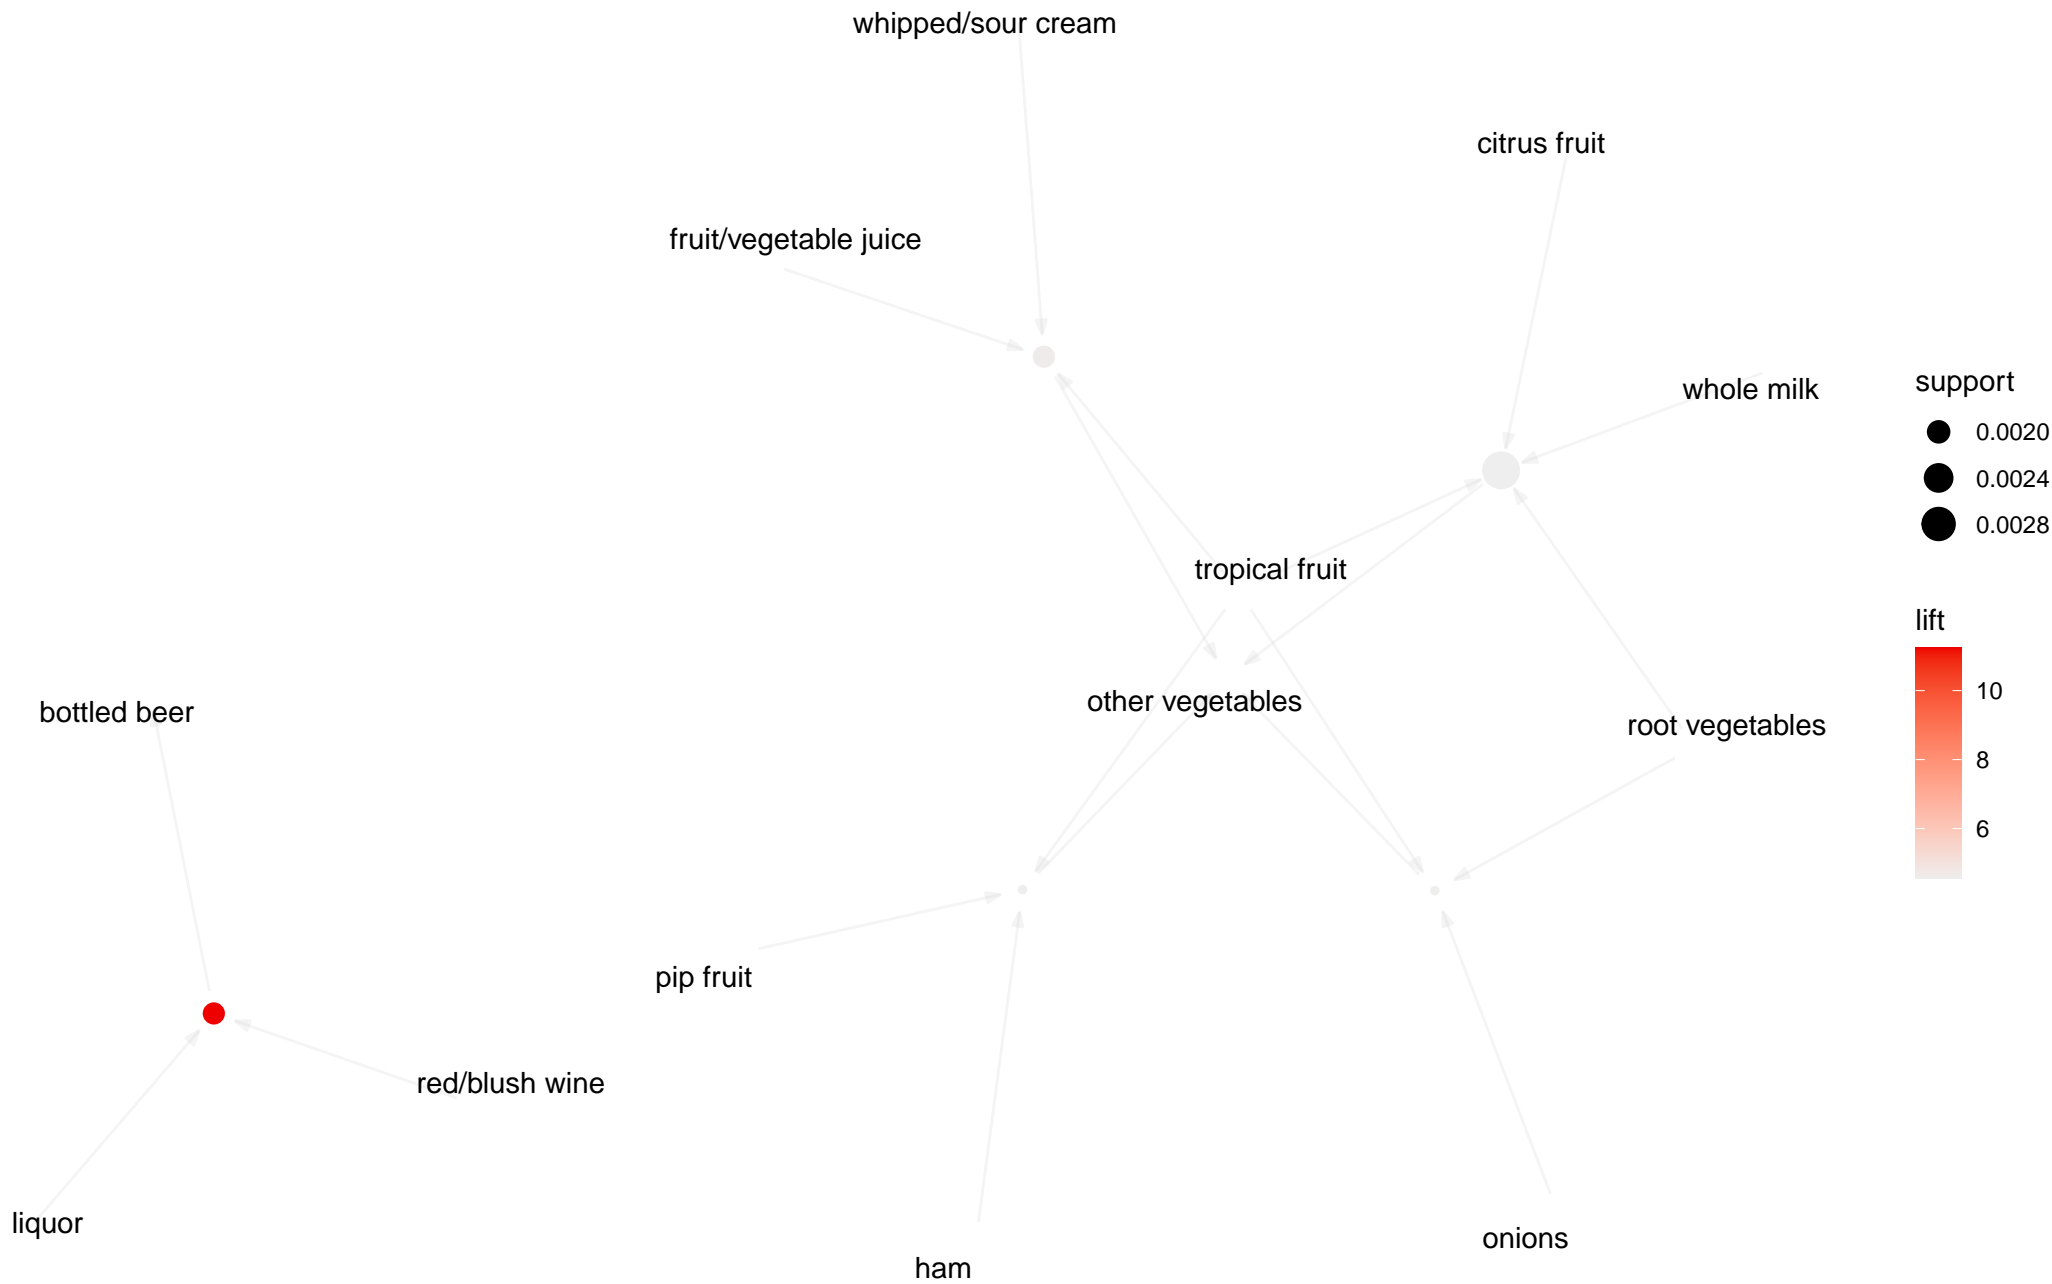 whipped/sour cream
citrus fruit
fruit/vegetable juice
whole milk
tropical fruit
other vegetables
bottled beer
root vegetables
pip fruit
red/blush wine
liquor
onions
ham
support
0.0020
0.0024
0.0028
lift
10
8
6